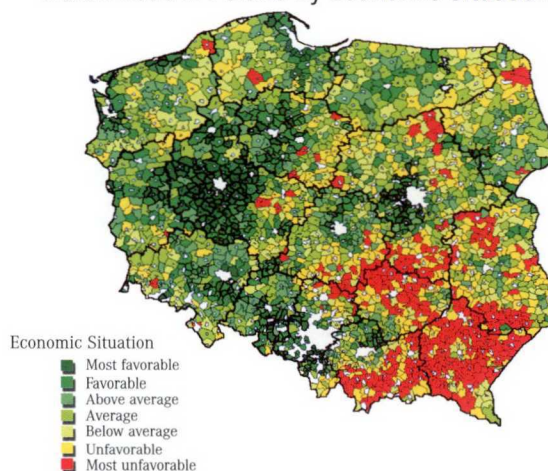 Economic Situation
Most favorable
Favorable
Above average
Average
Below average
Unfavorable
Most unfavorable